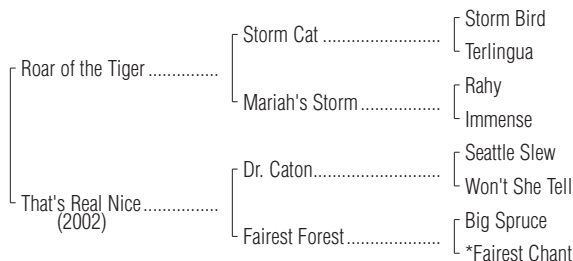 Storm Bird
Storm Cat ........................
Terlingua
Roar of the Tiger ...............
Rahy
Mariah's Storm .................
Immense
Seattle Slew
Dr. Caton..........................
Won't She Tell
That's Real Nice ................
(2002)
Big Spruce
Fairest Forest....................
*Fairest Chant